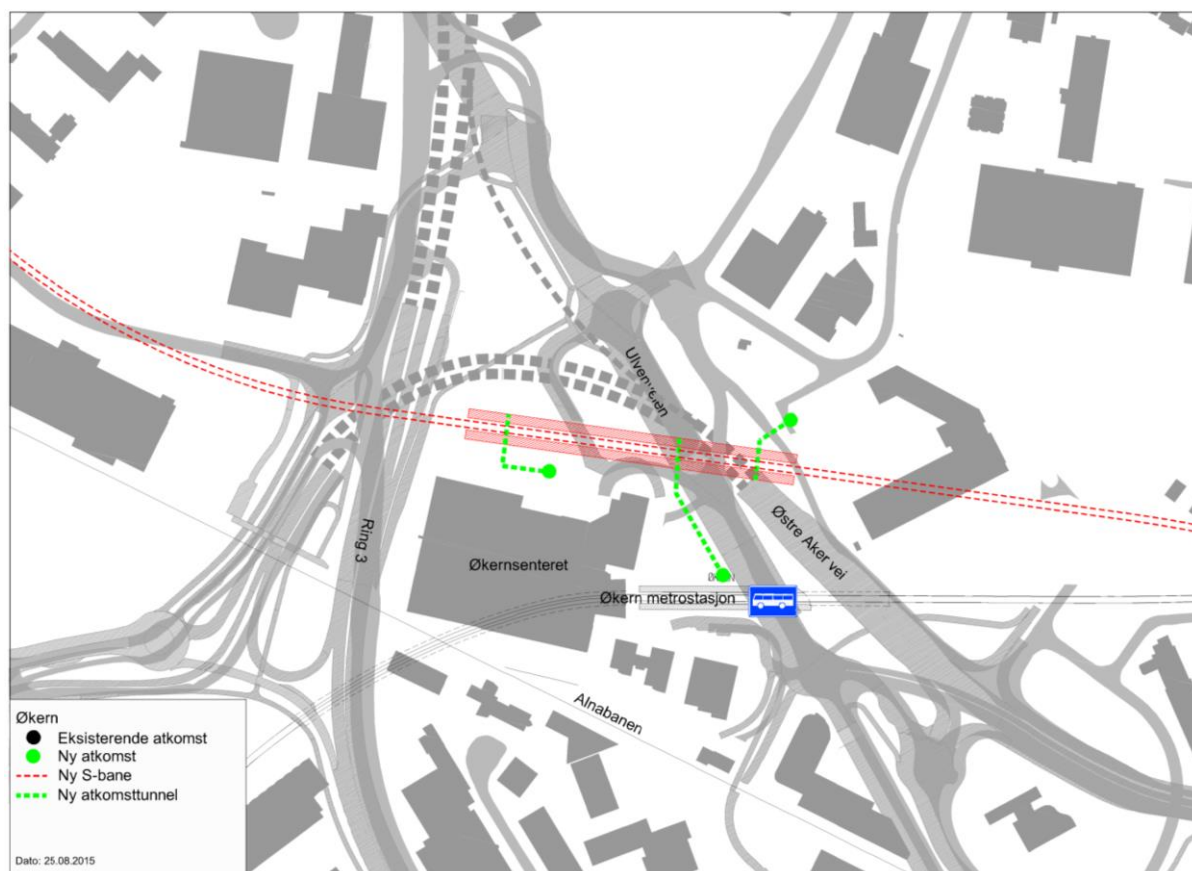 Ulvenveien
Ring 3
Østre Aker vei
Økernsenteret
Økern metrostasjon
Alnabanen
Økern
Eksisterende atkomst
Ny atkomst
Ny S-bane
Ny atkomsttunnel
Dato: 25.08.2015